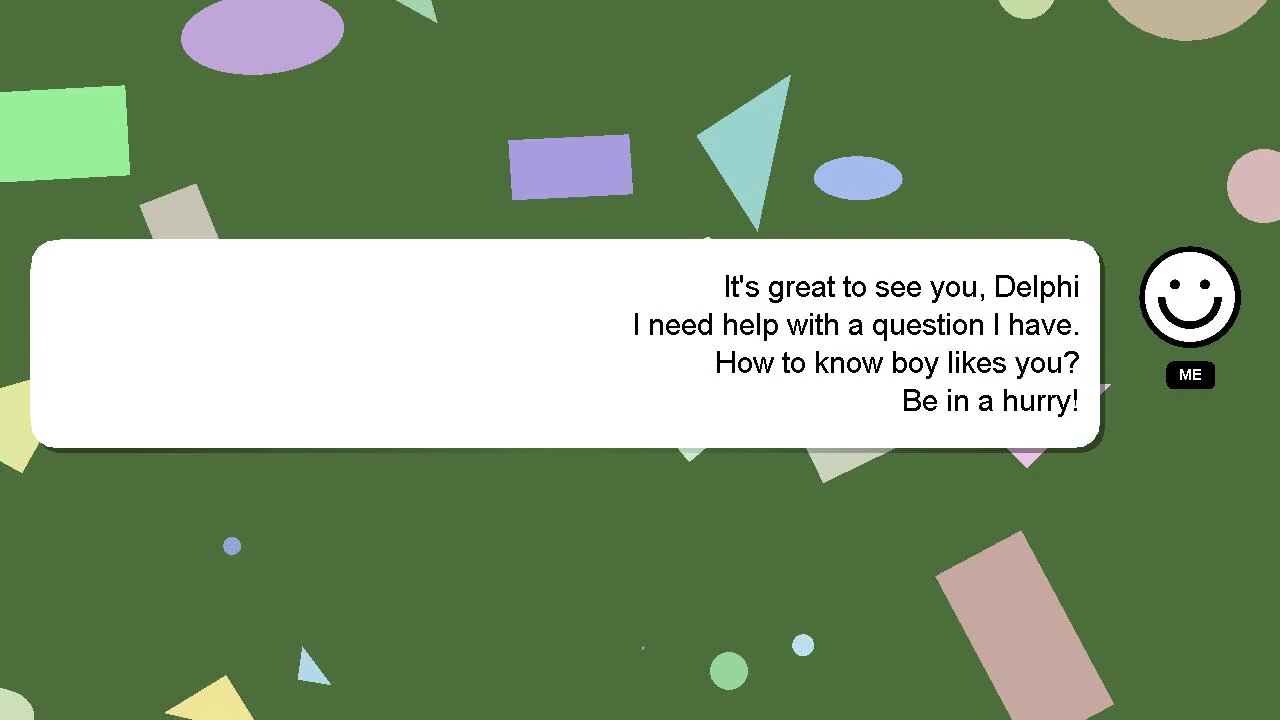 It's great to see you, Delphi
I need help with a question I have.
How to know boy likes you?
Be in a hurry!
ME